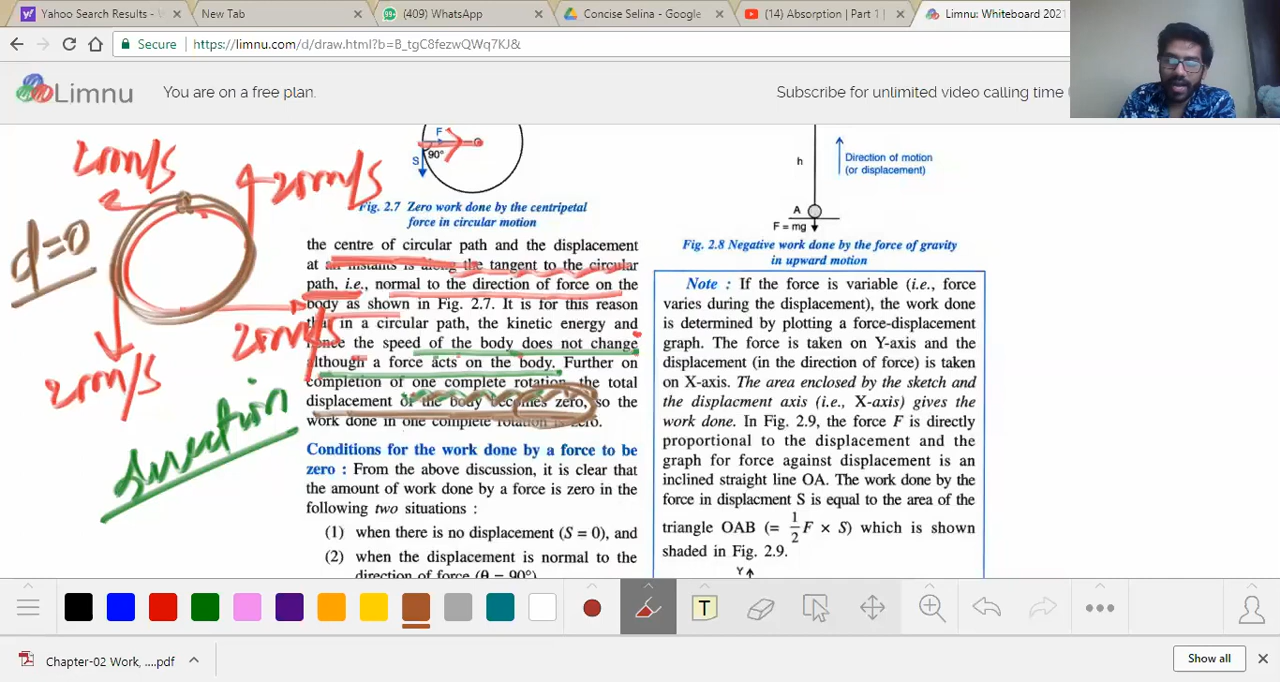 Yahoo Search Results -
New Tab
(409) WhatsApp
Concise Selina - Google
(14) Absorption | Part 1 |
Limnu: Whiteboard 2021
Secure
https://limnu.com/d/draw.html?b=B_tgC8fezwQWq7KJ&
Limnu
You are on a free plan.
Subscribe for unlimited video calling time
2m/s
2m/s
d=0
2m/s
2m/s
direction
F
S
90°
Fig. 2.7 Zero work done by the centripetal
force in circular motion
the centre of circular path and the displacement
at an instants is along the tangent to the circular
path, i.e., normal to the direction of force on the
body as shown in Fig. 2.7. It is for this reason
that in a circular path, the kinetic energy and
hence the speed of the body does not change
although a force acts on the body. Further on
completion of one complete rotation, the total
displacement of the body becomes zero, so the
work done in one complete rotation is zero.
Conditions for the work done by a force to be
zero : From the above discussion, it is clear that
the amount of work done by a force is zero in the
following two situations :
(1) when there is no displacement (S = 0), and
(2) when the displacement is normal to the
direction of force (θ = 90°)
h
Direction of motion
(or displacement)
A
F = mg
Fig. 2.8 Negative work done by the force of gravity
in upward motion
Note : If the force is variable (i.e., force
varies during the displacement), the work done
is determined by plotting a force-displacement
graph. The force is taken on Y-axis and the
displacement (in the direction of force) is taken
on X-axis. The area enclosed by the sketch and
the displacment axis (i.e., X-axis) gives the
work done. In Fig. 2.9, the force F is directly
proportional to the displacement and the
graph for force against displacement is an
inclined straight line OA. The work done by the
force in displacment S is equal to the area of the
triangle OAB (= 1/2 F × S) which is shown
shaded in Fig. 2.9.
Y
T
Chapter-02 Work, ....pdf
Show all